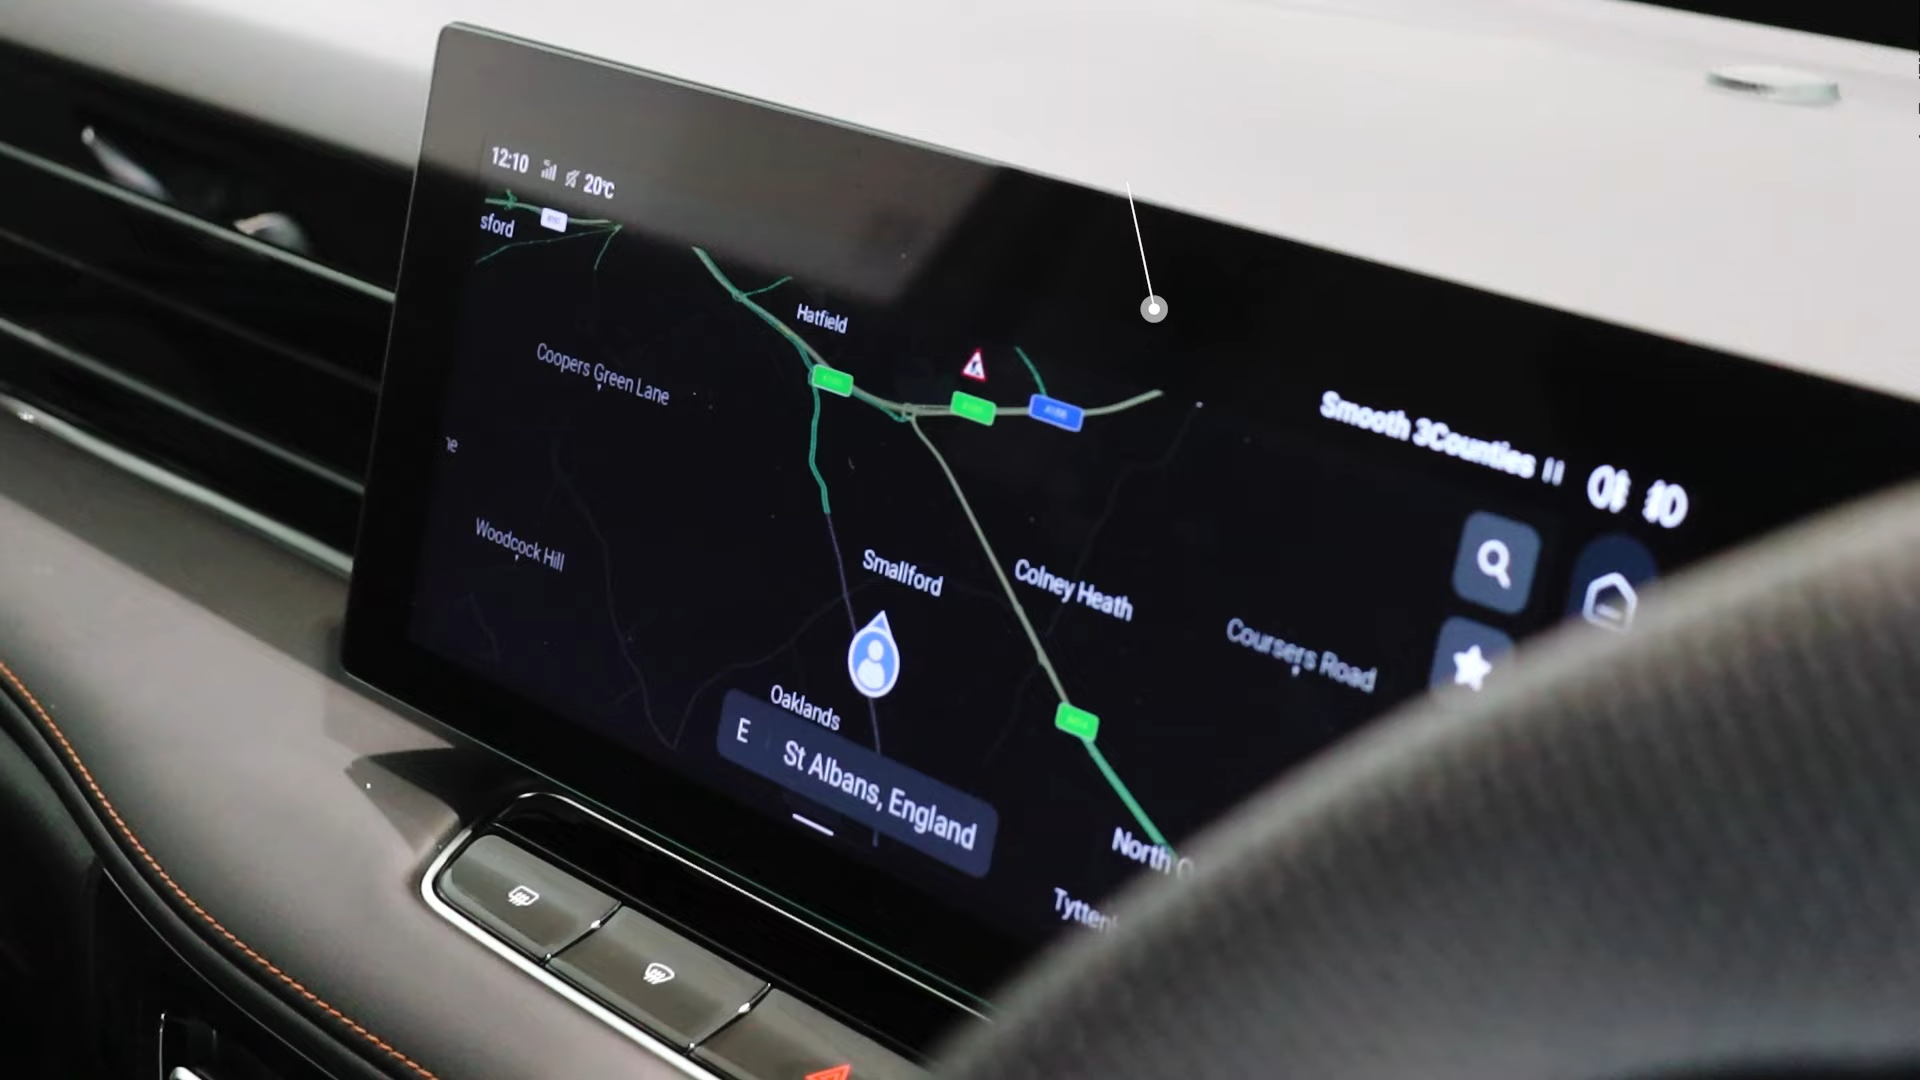 12:10 20°C
sford
Hatfield
Coopers Green Lane
Smooth 3Counties
Woodcock Hill
Smallford
Colney Heath
Coursers Road
Oaklands
E St Albans, England
North